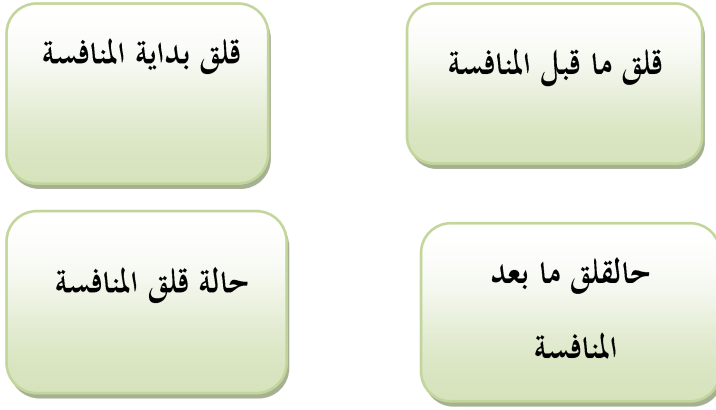 قلق ما قبل المنافسة
قلق بداية المنافسة
حالقلق ما بعد
المنافسة
حالة قلق المنافسة